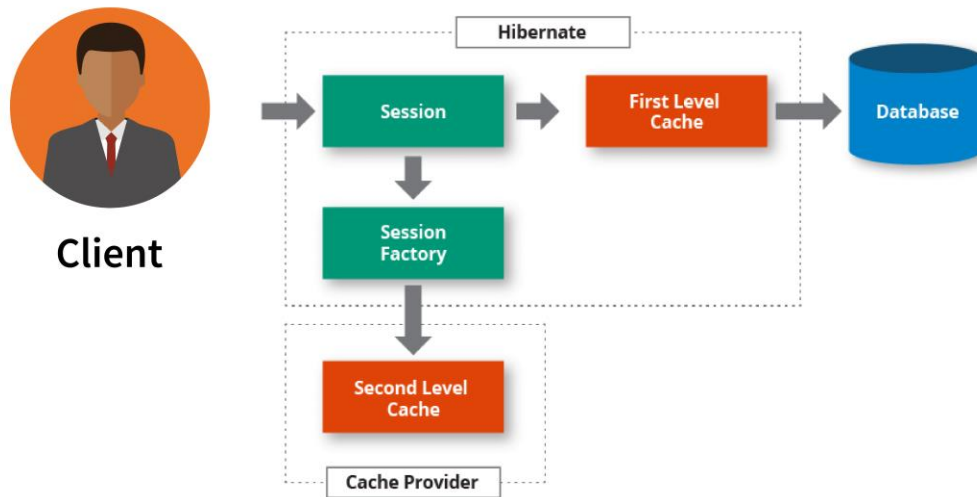 Hibernate
Session
First Level
Cache
Database
Client
Session
Factory
Second Level
Cache
Cache Provider